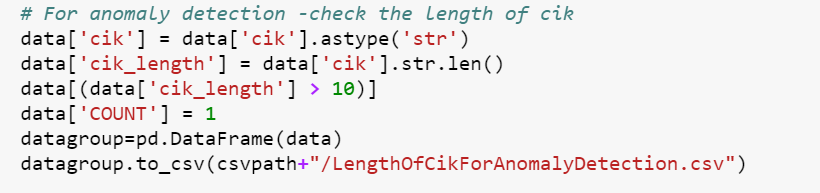 # For anomaly detection -check the length of cik
data['cik'] = data['cik'].astype('str')
data['cik_length'] = data['cik'].str.len()
data[(data['cik_length'] > 10)]
data['COUNT'] = 1
datagroup=pd.DataFrame(data)
datagroup.to_csv(csvpath+"/LengthOfCikForAnomalyDetection.csv")